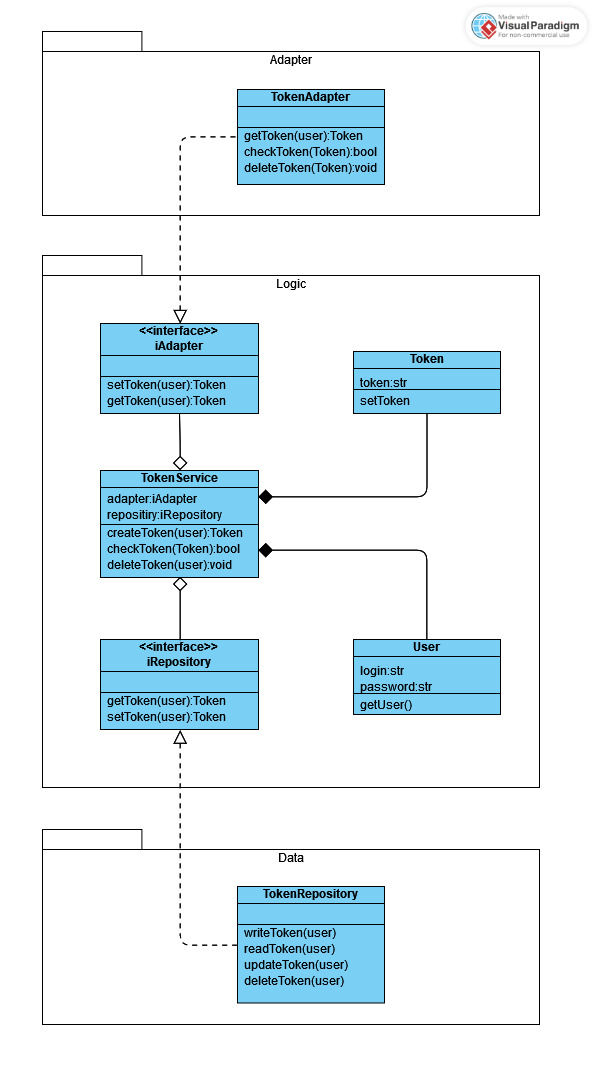 Made with
VisualParadigm
For non-commercial use
Adapter
TokenAdapter
getToken(user):Token
checkToken(Token):bool
deleteToken(Token):void
Logic
<<interface>>
iAdapter
setToken(user):Token
getToken(user):Token
Token
token:str
setToken
TokenService
adapter:iAdapter
repositiry:iRepository
createToken(user):Token
checkToken(Token):bool
deleteToken(user):void
<<interface>>
iRepository
getToken(user):Token
setToken(user):Token
User
login:str
password:str
getUser()
Data
TokenRepository
writeToken(user)
readToken(user)
updateToken(user)
deleteToken(user)